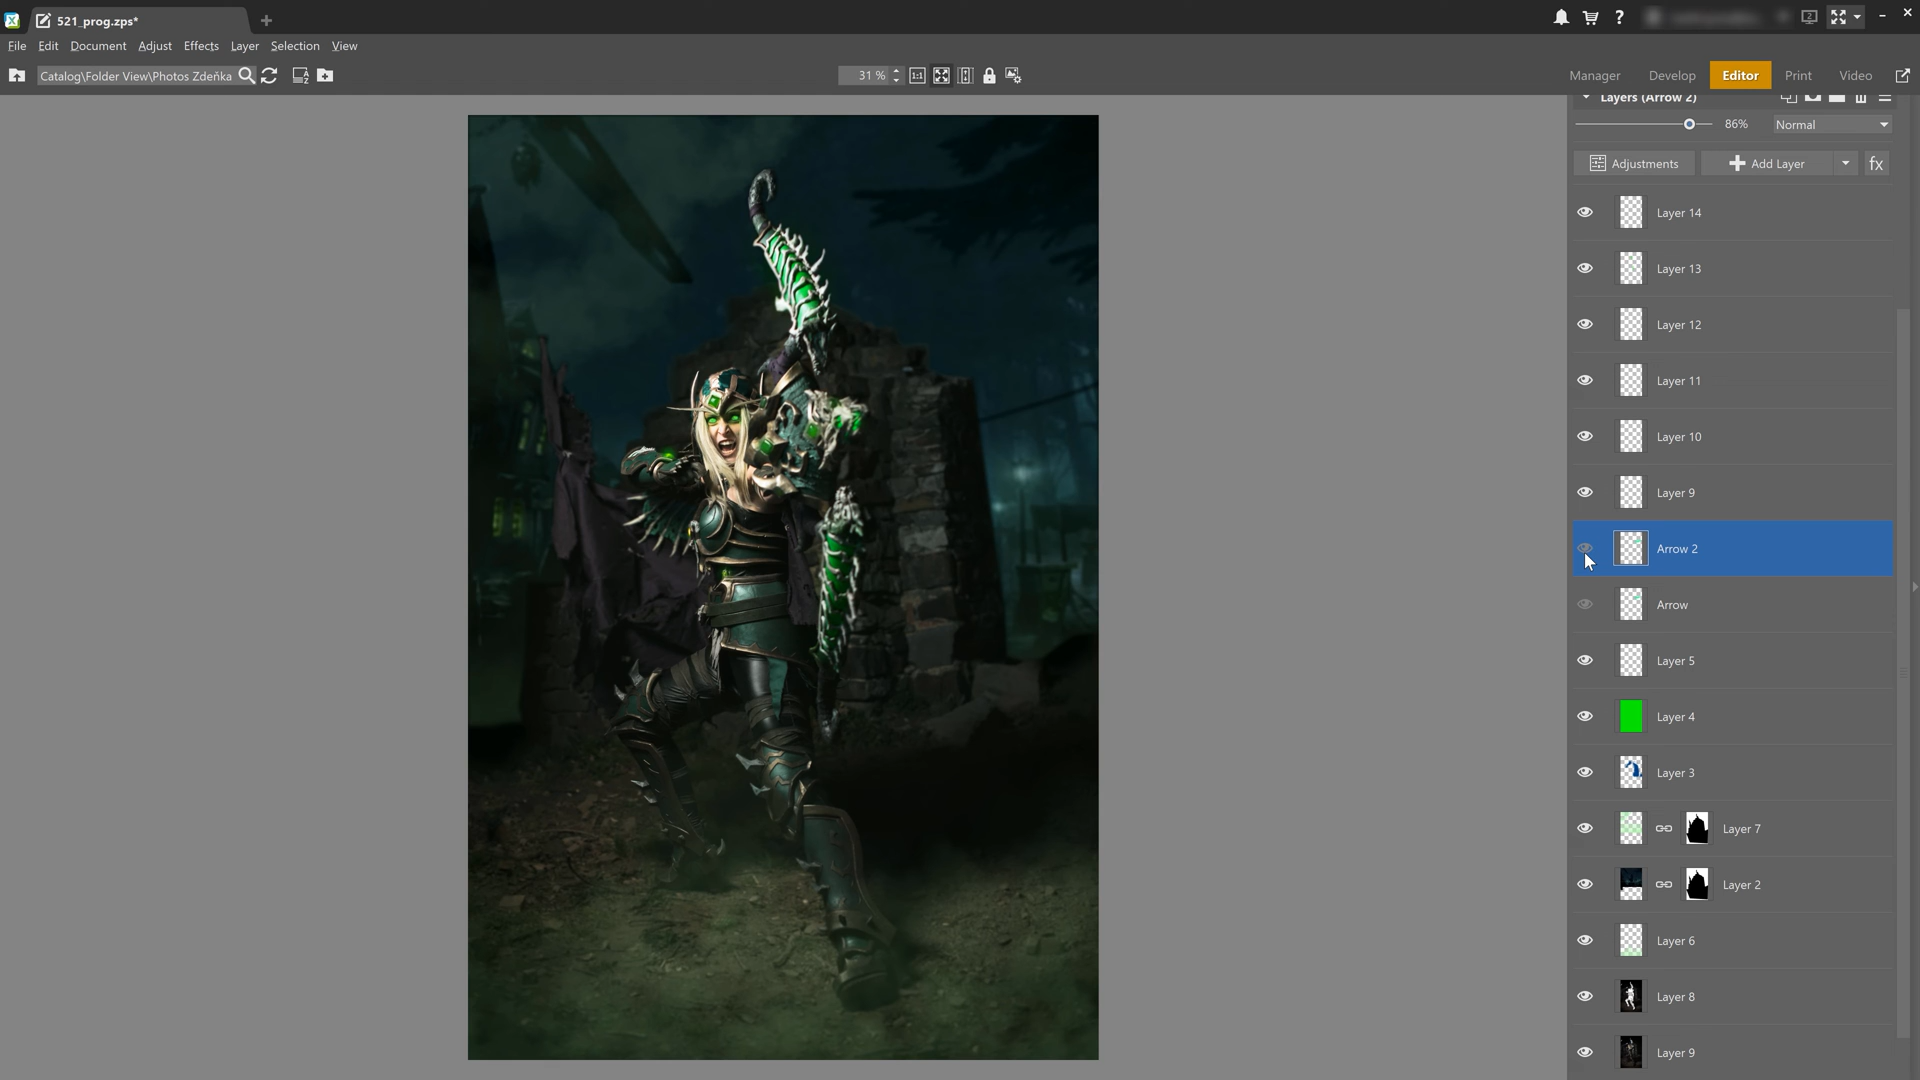 521_prog.zps*
2
File Edit Document Adjust Effects Layer Selection View
Catalog\Folder View\Photos Zdeňka
31 %
1:1
Manager Develop Editor Print Video
Layers (Arrow 2)
86% Normal
Adjustments Add Layer fx
Layer 14
Layer 13
Layer 12
Layer 11
Layer 10
Layer 9
Arrow 2
Arrow
Layer 5
Layer 4
Layer 3
Layer 7
Layer 2
Layer 6
Layer 8
Layer 9